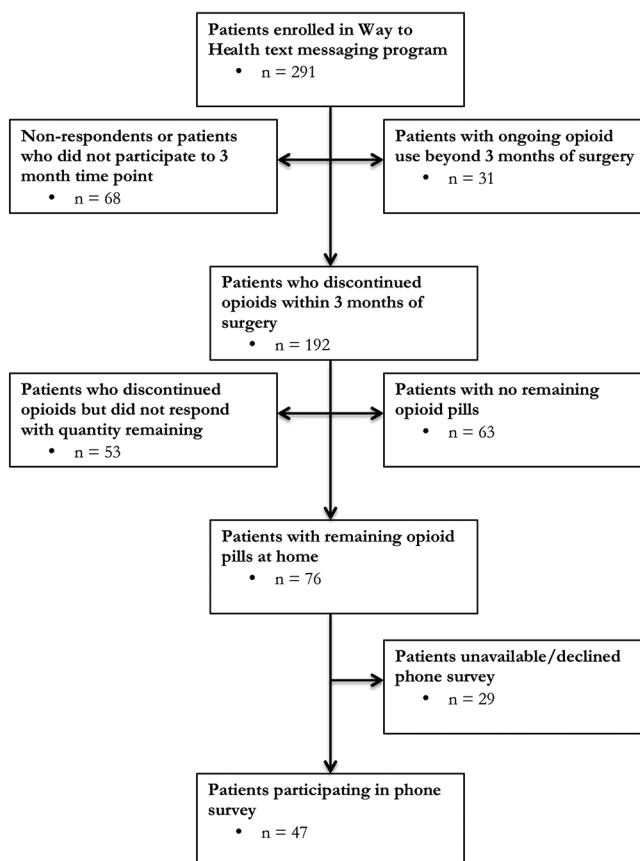 Patients enrolled in Way to
Health text messaging program
• n = 291
Non-respondents or patients
who did not participate to 3
month time point
• n = 68
Patients with ongoing opioid
use beyond 3 months of surgery
• n = 31
Patients who discontinued
opioids within 3 months of
surgery
• n = 192
Patients who discontinued
opioids but did not respond
with quantity remaining
• n = 53
Patients with no remaining
opioid pills
• n = 63
Patients with remaining opioid
pills at home
• n = 76
Patients unavailable/declined
phone survey
• n = 29
Patients participating in phone
survey
• n = 47